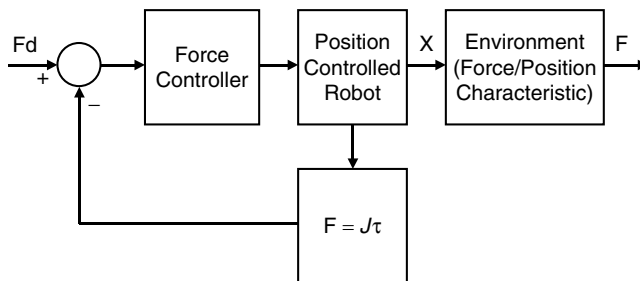 Fd
+
−
Force
Controller
Position
Controlled
Robot
X
Environment
(Force/Position
Characteristic)
F
F = Jτ